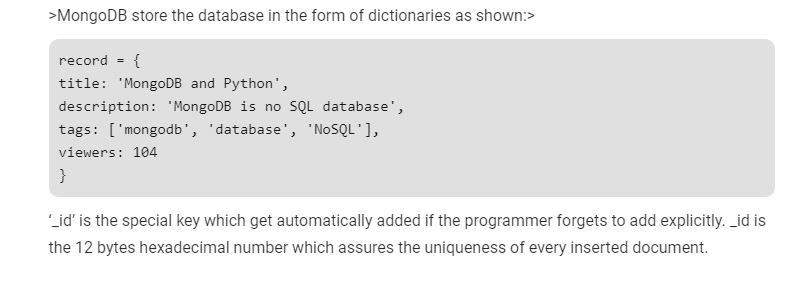 >MongoDB store the database in the form of dictionaries as shown:>
record = {
title: 'MongoDB and Python',
description: 'MongoDB is no SQL database',
tags: ['mongodb', 'database', 'NoSQL'],
viewers: 104
}
‘_id’ is the special key which get automatically added if the programmer forgets to add explicitly. _id is
the 12 bytes hexadecimal number which assures the uniqueness of every inserted document.